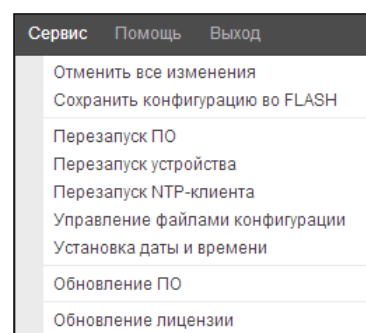 Сервис Помощь Выход
Отменить все изменения
Сохранить конфигурацию во FLASH
Перезапуск ПО
Перезапуск устройства
Перезапуск NTP-клиента
Управление файлами конфигурации
Установка даты и времени
Обновление ПО
Обновление лицензии